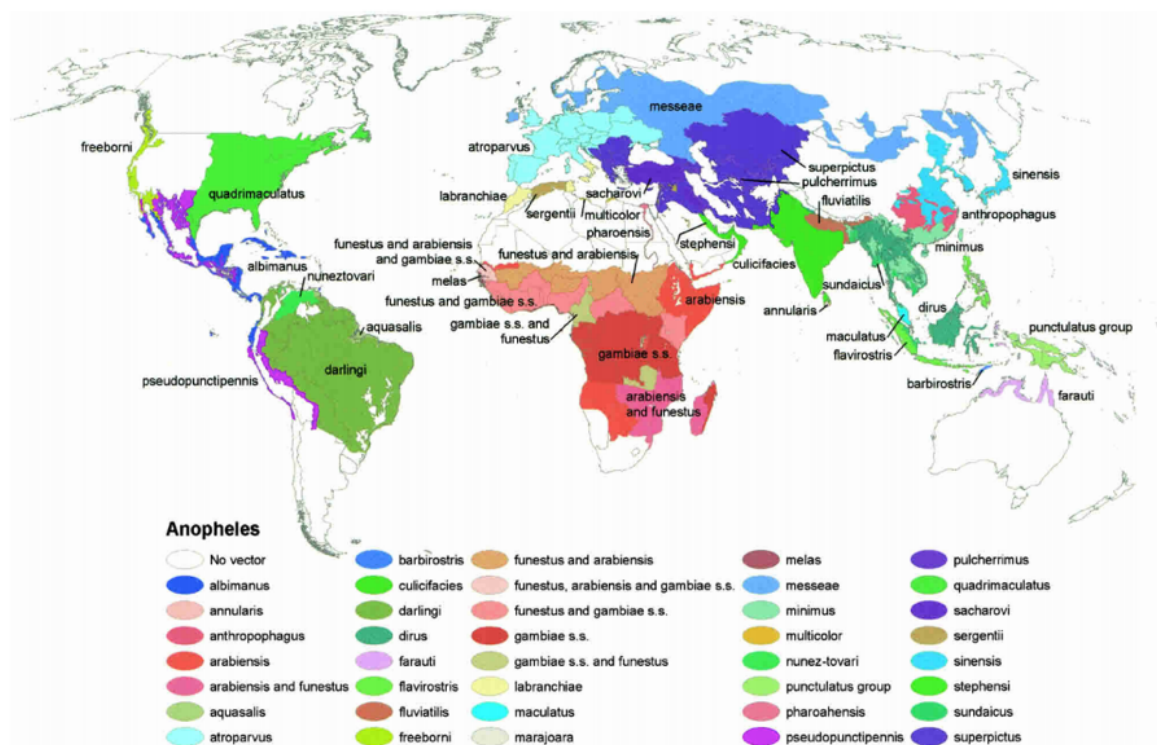 messeae
freeborni
atroparvus
superpictus
quadrimaculatus
pulcherrimus
sinensis
labranchiae
sacharovi
fluviatilis
sergentii
multicolor
anthropophagus
pharoensis
minimus
stephensi
funestus and arabiensis
and gambiae s.s.
funestus and arabiensis
albimanus
nuneztovari
culicifacies
melas
sundaicus
funestus and gambiae s.s.
arabiensis
annularis
dirus
aquasalis
gambiae s.s. and
funestus
punctulatus group
maculatus
gambiae s.s.
flavirostris
darlingi
pseudopunctipennis
barbirostris
arabiensis
and funestus
farauti
Anopheles
No vector
albimanus
annularis
anthropophagus
arabiensis
arabiensis and funestus
aquasalis
atroparvus
barbirostris
culicifacies
darlingi
dirus
farauti
flavirostris
fluviatilis
freeborni
funestus and arabiensis
funestus, arabiensis and gambiae s.s.
funestus and gambiae s.s.
gambiae s.s.
gambiae s.s. and funestus
labranchiae
maculatus
marajoara
melas
messeae
minimus
multicolor
nunez-tovari
punctulatus group
pharoahensis
pseudopunctipennis
pulcherrimus
quadrimaculatus
sacharovi
sergentii
sinensis
stephensi
sundaicus
superpictus